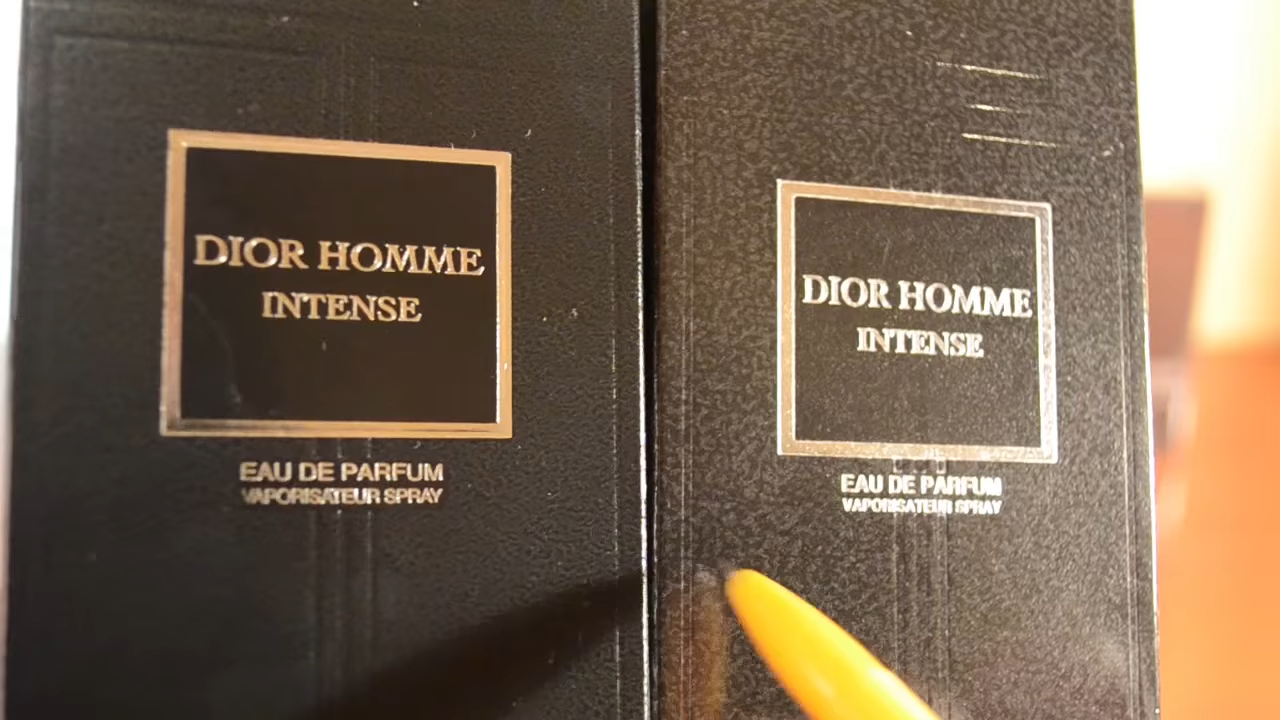 DIOR HOMME
INTENSE
EAU DE PARFUM
VAPORISATEUR SPRAY
DIOR HOMME
INTENSE
EAU DE PARFUM
VAPORISATEUR SPRAY